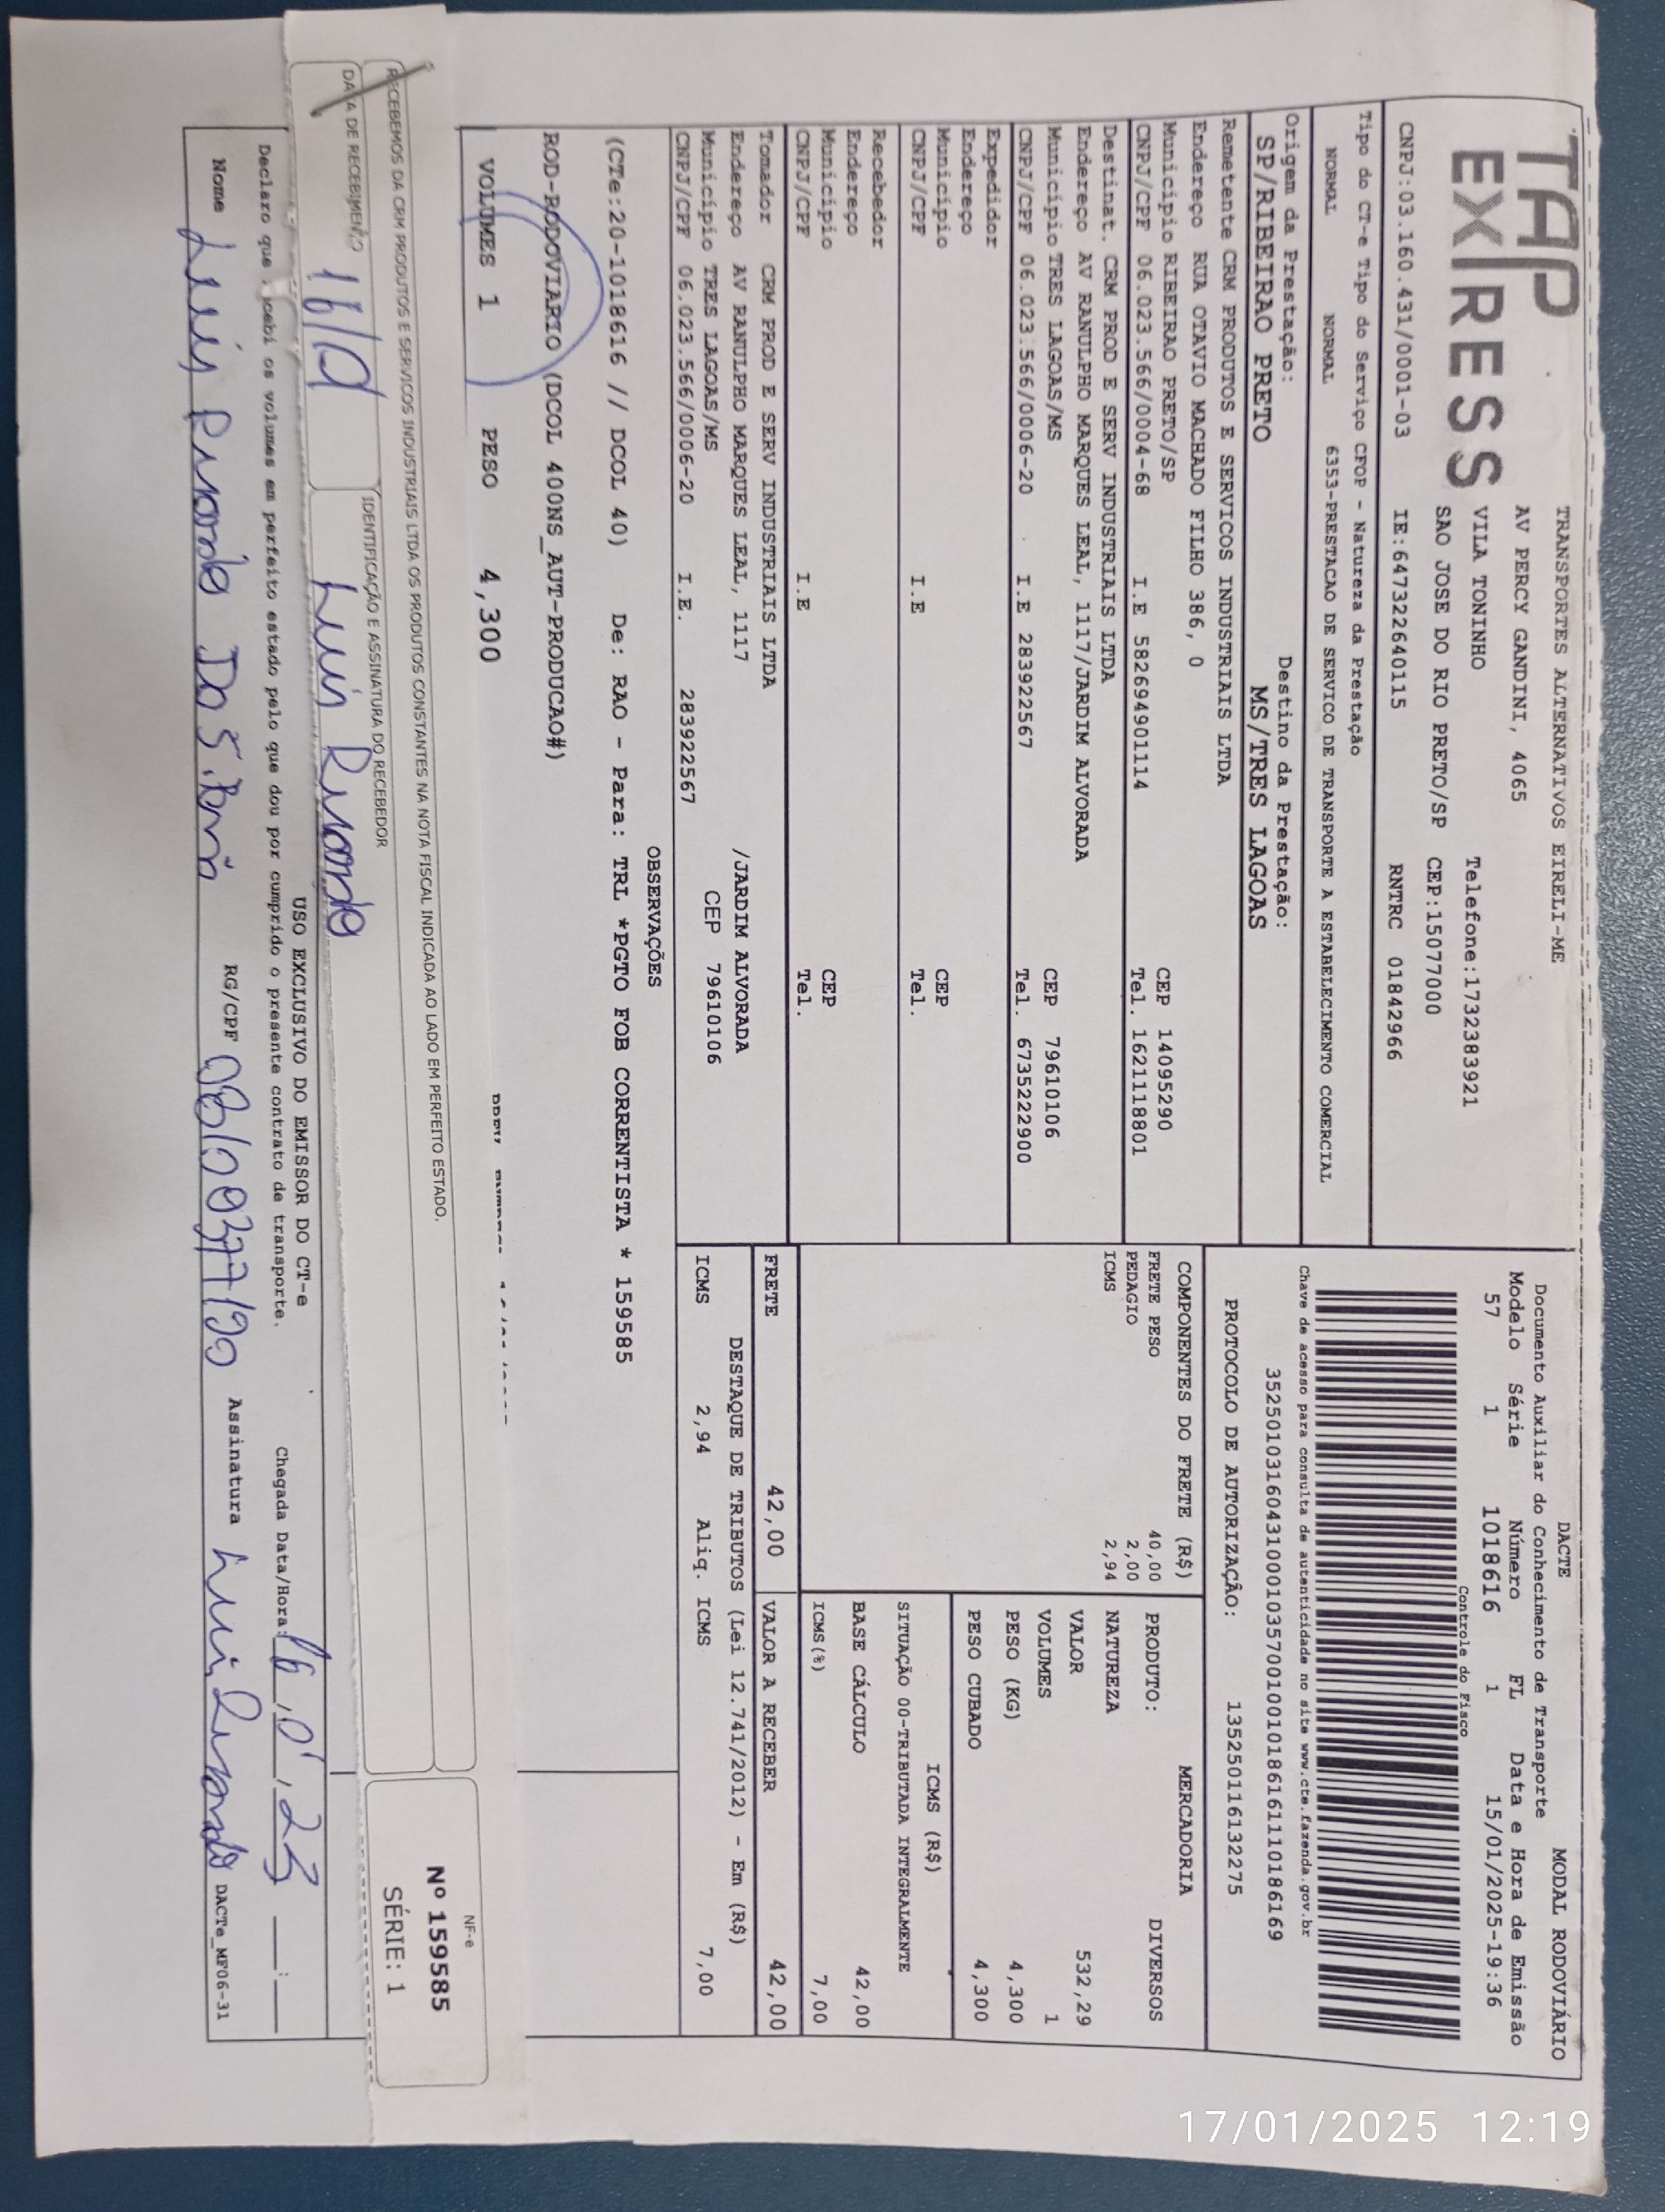 TAP
EXPRESS
TRANSPORTES ALTERNATIVOS EIRELI-ME
AV PERCY GANDINI, 4065
VILA TONINHO Telefone:1732383921
SAO JOSE DO RIO PRETO/SP CEP:15077000
CNPJ:03.160.431/0001-03 IE:647322640115 RNTRC 01842966
Tipo do CT-e Tipo do Serviço CFOP - Natureza da Prestação
NORMAL NORMAL 6353-PRESTACAO DE SERVICO DE TRANSPORTE A ESTABELECIMENTO COMERCIAL
Origem da Prestação: Destino da Prestação:
SP/RIBEIRAO PRETO MS/TRES LAGOAS
Remetente CRM PRODUTOS E SERVICOS INDUSTRIAIS LTDA
Endereço RUA OTAVIO MACHADO FILHO 386, 0
Município RIBEIRAO PRETO/SP CEP 14095290
CNPJ/CPF 06.023.566/0004-68 I.E 582694901114 Tel. 1621118801
Destinat. CRM PROD E SERV INDUSTRIAIS LTDA
Endereço AV RANULPHO MARQUES LEAL, 1117/JARDIM ALVORADA
Município TRES LAGOAS/MS CEP 79610106
CNPJ/CPF 06.023.566/0006-20 I.E 283922567 Tel. 6735222900
Expedidor
Endereço
Município CEP
CNPJ/CPF I.E Tel.
Recebedor
Endereço
Município CEP
CNPJ/CPF I.E Tel.
Tomador CRM PROD E SERV INDUSTRIAIS LTDA
Endereço AV RANULPHO MARQUES LEAL, 1117 /JARDIM ALVORADA
Município TRES LAGOAS/MS CEP 79610106
CNPJ/CPF 06.023.566/0006-20 I.E. 283922567
DACTE MODAL RODOVIÁRIO
Documento Auxiliar do Conhecimento de Transporte
Modelo Série Número FL Data e Hora de Emissão
57 1 1018616 1 15/01/2025-19:36
Controle do Fisco
Chave de acesso para consulta de autenticidade no site www.cte.fazenda.gov.br
35250103160431000103570010010186161110186169
PROTOCOLO DE AUTORIZAÇÃO: 135250116132275
COMPONENTES DO FRETE (R$)
FRETE PESO 40,00
PEDAGIO 2,00
ICMS 2,94
MERCADORIA
PRODUTO: DIVERSOS
NATUREZA
VALOR 532,29
VOLUMES 1
PESO (KG) 4,300
PESO CUBADO 4,300
ICMS (R$)
SITUAÇÃO 00-TRIBUTADA INTEGRALMENTE
BASE CÁLCULO 42,00
ICMS(%) 7,00
FRETE 42,00 VALOR A RECEBER 42,00
DESTAQUE DE TRIBUTOS (Lei 12.741/2012) - Em (R$)
ICMS 2,94 Aliq. ICMS 7,00
OBSERVAÇÕES
(CTe:20-1018616 // DCOL 40) De: RAO - Para: TRL *PGTO FOB CORRENTISTA * 159585
ROD-RODOVIARIO (DCOL 400NS_AUT-PRODUCAO#)
VOLUMES 1 PESO 4,300
RECEBEMOS DA CRM PRODUTOS E SERVICOS INDUSTRIAIS LTDA OS PRODUTOS CONSTANTES NA NOTA FISCAL INDICADA AO LADO EM PERFEITO ESTADO.
DATA DE RECEBIMENTO IDENTIFICAÇÃO E ASSINATURA DO RECEBEDOR
Luis Ricardo
NF-e
Nº 159585
SÉRIE: 1
USO EXCLUSIVO DO EMISSOR DO CT-e
Declaro que recebi os volumes em perfeito estado pelo que dou por cumprido o presente contrato de transporte. Chegada Data/Hora:
Nome Luis Ricardo Da Silva RG/CPF Assinatura Luis Ricardo DACTe_MF06-31
17/01/2025 12:19